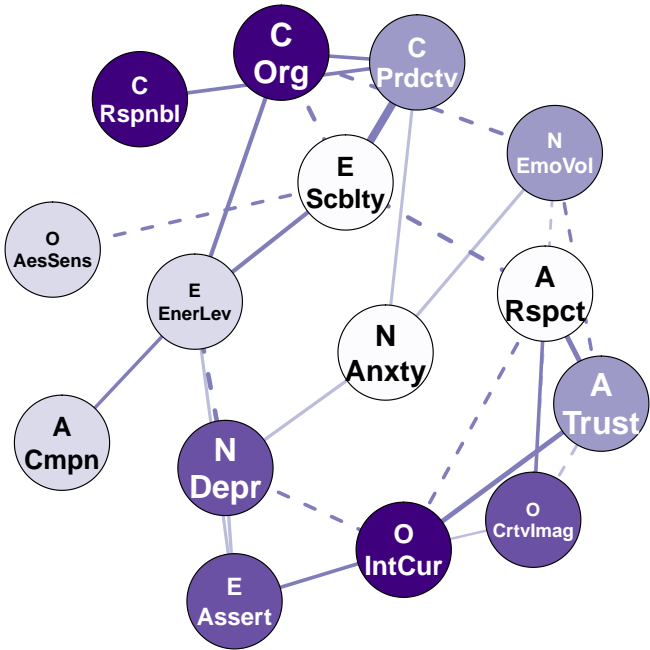 C
Org
C
Prdctv
C
Rspnbl
N
EmoVol
E
Scblty
O
AesSens
E
EnerLev
A
Rspct
N
Anxty
A
Trust
A
Cmpn
N
Depr
O
CrtvImag
O
IntCur
E
Assert